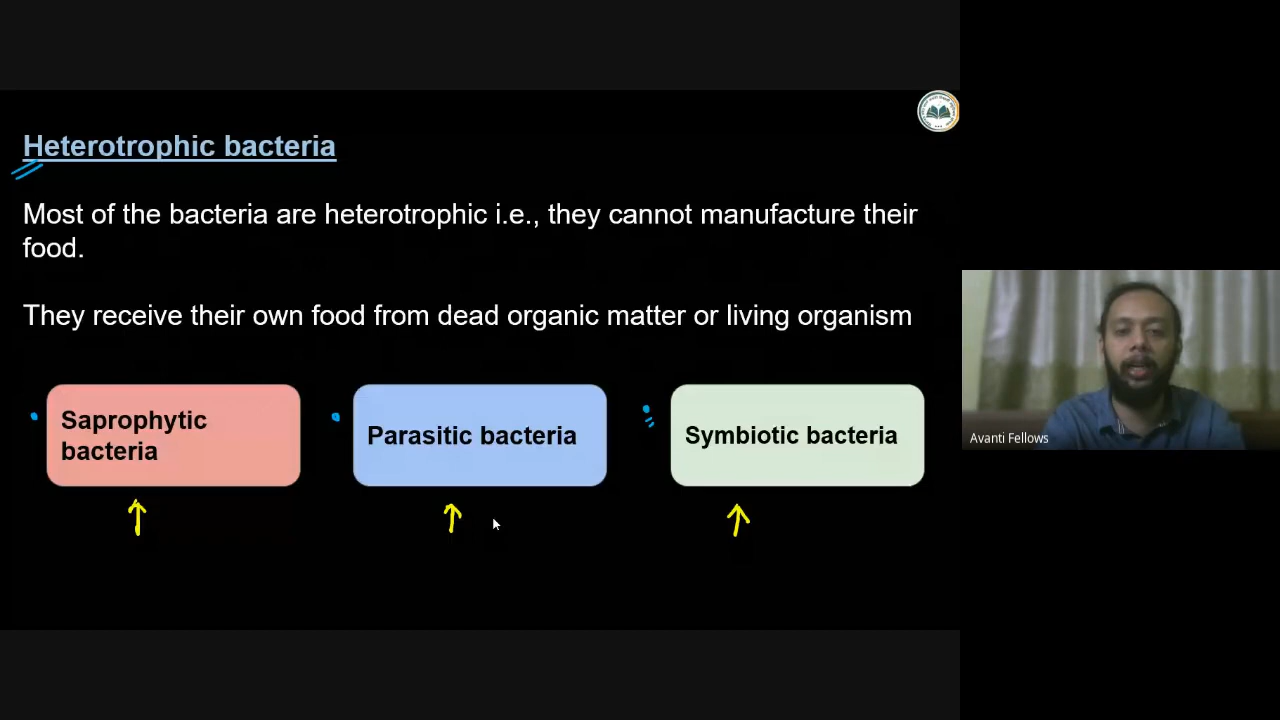 Heterotrophic bacteria
Most of the bacteria are heterotrophic i.e., they cannot manufacture their
food.
They receive their own food from dead organic matter or living organism
Saprophytic
bacteria
Parasitic bacteria
Symbiotic bacteria
Avanti Fellows